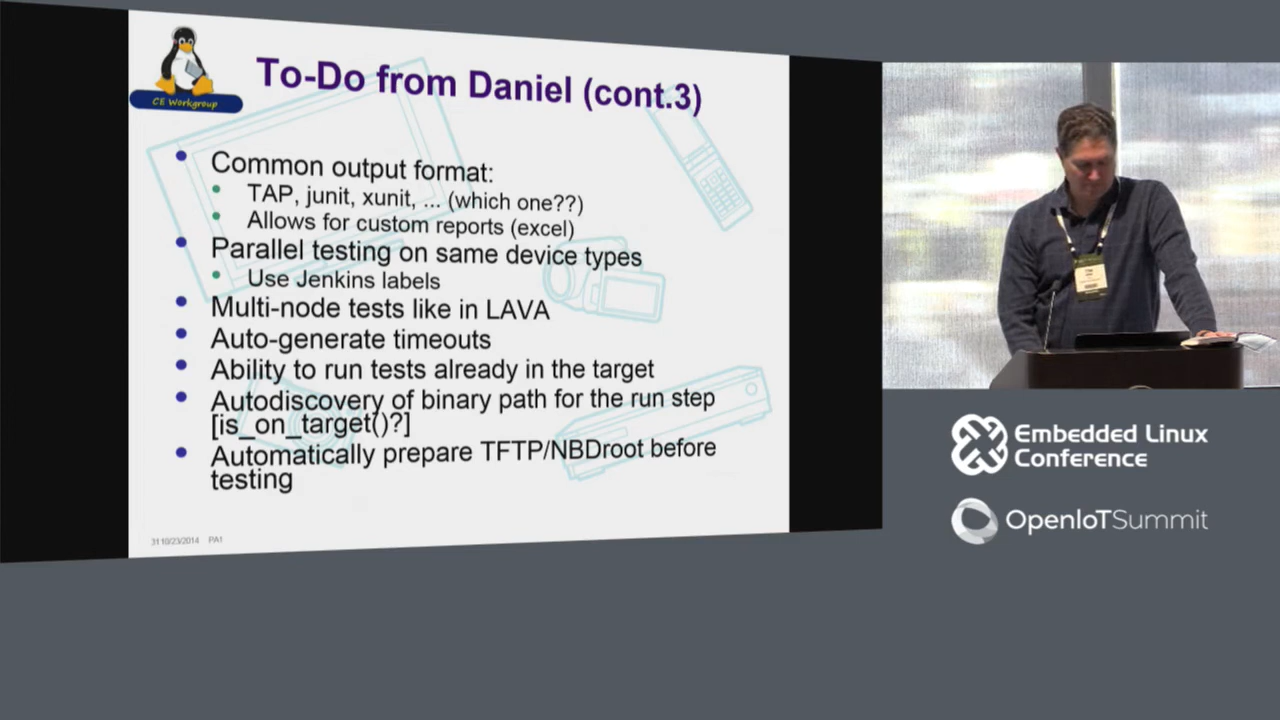 CE Workgroup
To-Do from Daniel (cont.3)
Common output format:
TAP, junit, xunit, ... (which one??)
Allows for custom reports (excel)
Parallel testing on same device types
Use Jenkins labels
Multi-node tests like in LAVA
Auto-generate timeouts
Ability to run tests already in the target
Autodiscovery of binary path for the run step
[is_on_target()?]
Automatically prepare TFTP/NBDroot before
testing
31 10/23/2014 PA1
Embedded Linux
Conference
OpenIoTSummit